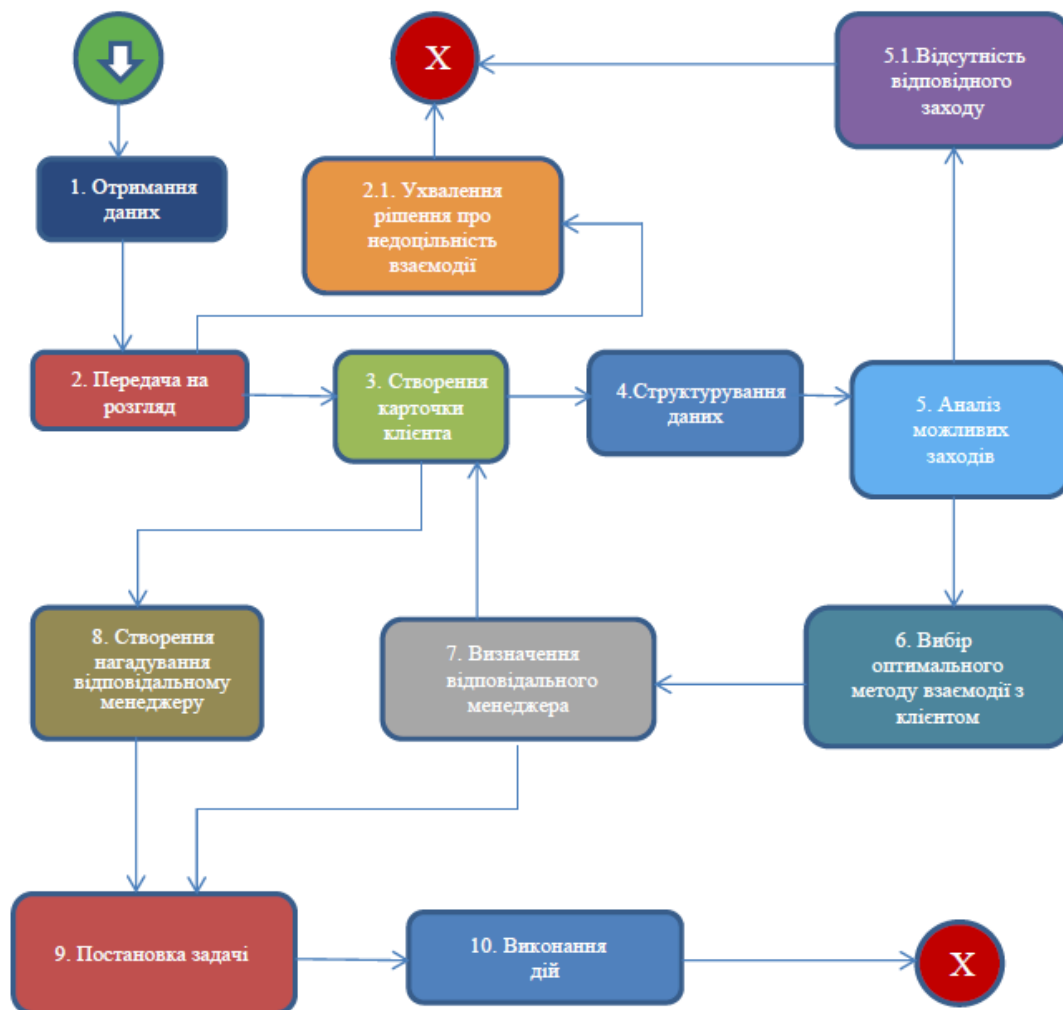 X
5.1.Відсутність
відповідного
заходу
1. Отримання
даних
2.1. Ухвалення
рішення про
недоцільність
взаємодії
2. Передача на
розгляд
3. Створення
карточки
клієнта
4.Структурування
даних
5. Аналіз
можливих
заходів
8. Створення
нагадування
відповідальному
менеджеру
7. Визначення
відповідального
менеджера
6. Вибір
оптимального
методу взаємодії з
клієнтом
9. Постановка задачі
10. Виконання
дій
X